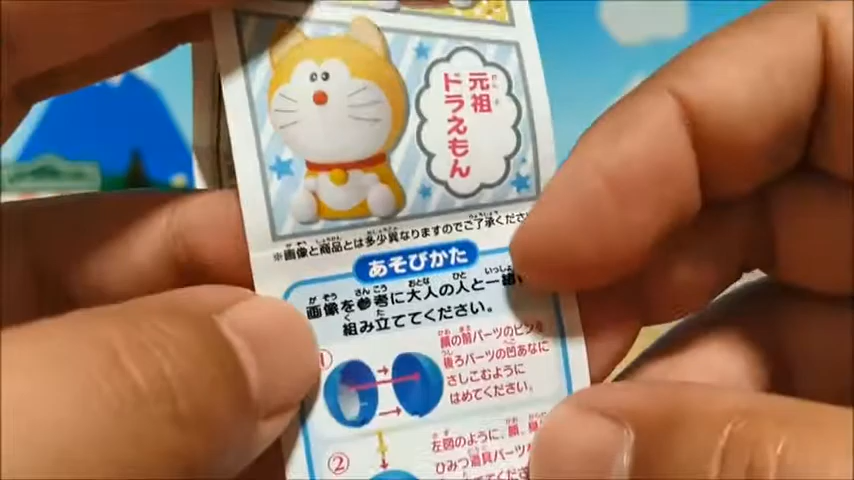 元祖
ドラえもん
※画像と商品とは多少異なりますのでご了承くだ
あそびかた
画像を参考に大人の人と一緒に
組み立ててください。
①
顔の前パーツのピンを
後ろパーツの凹あなに
さしこむように
はめてください。
②
左図のように、顔、
ひみつ道具パーツを